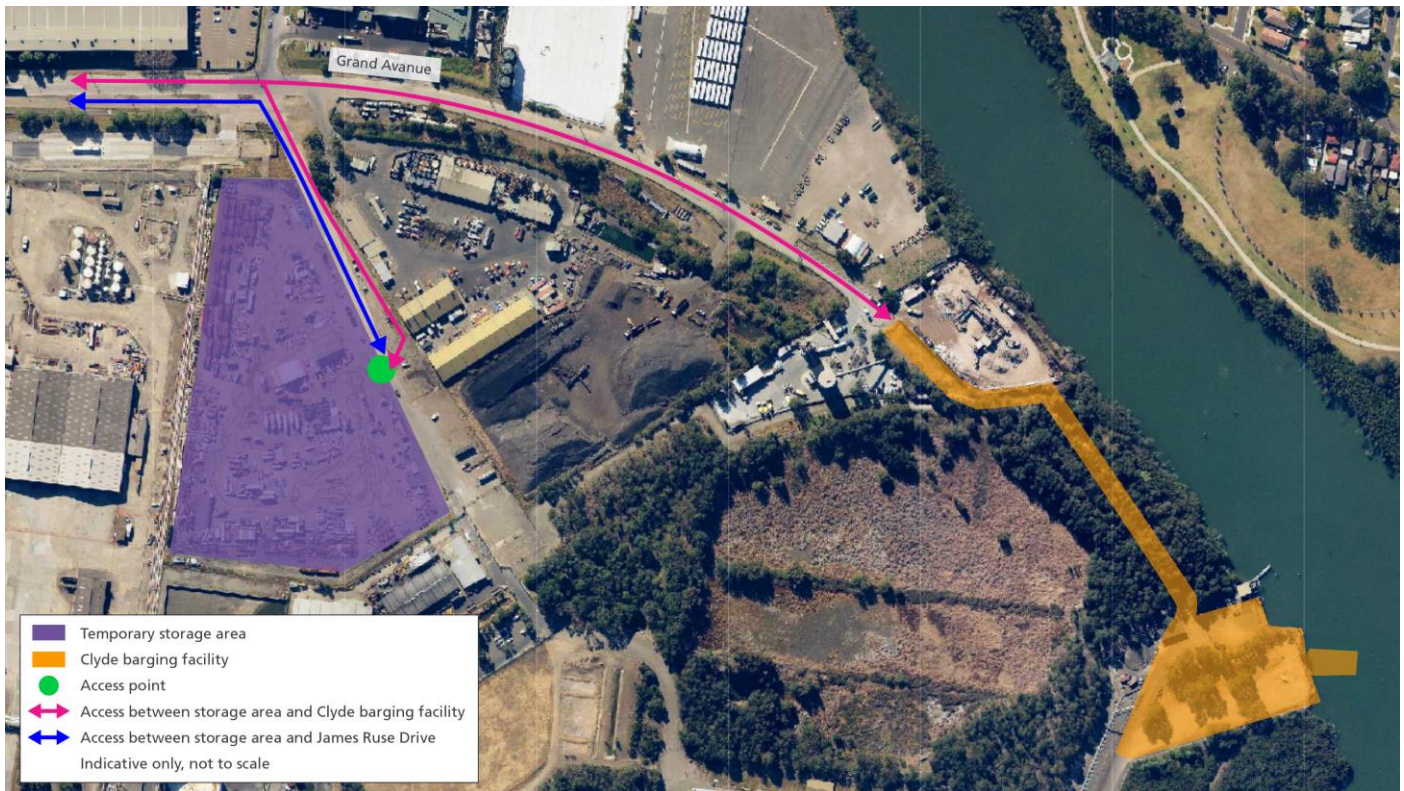 Grand Avanue
Temporary storage area
Clyde barging facility
Access point
Access between storage area and Clyde barging facility
Access between storage area and James Ruse Drive
Indicative only, not to scale